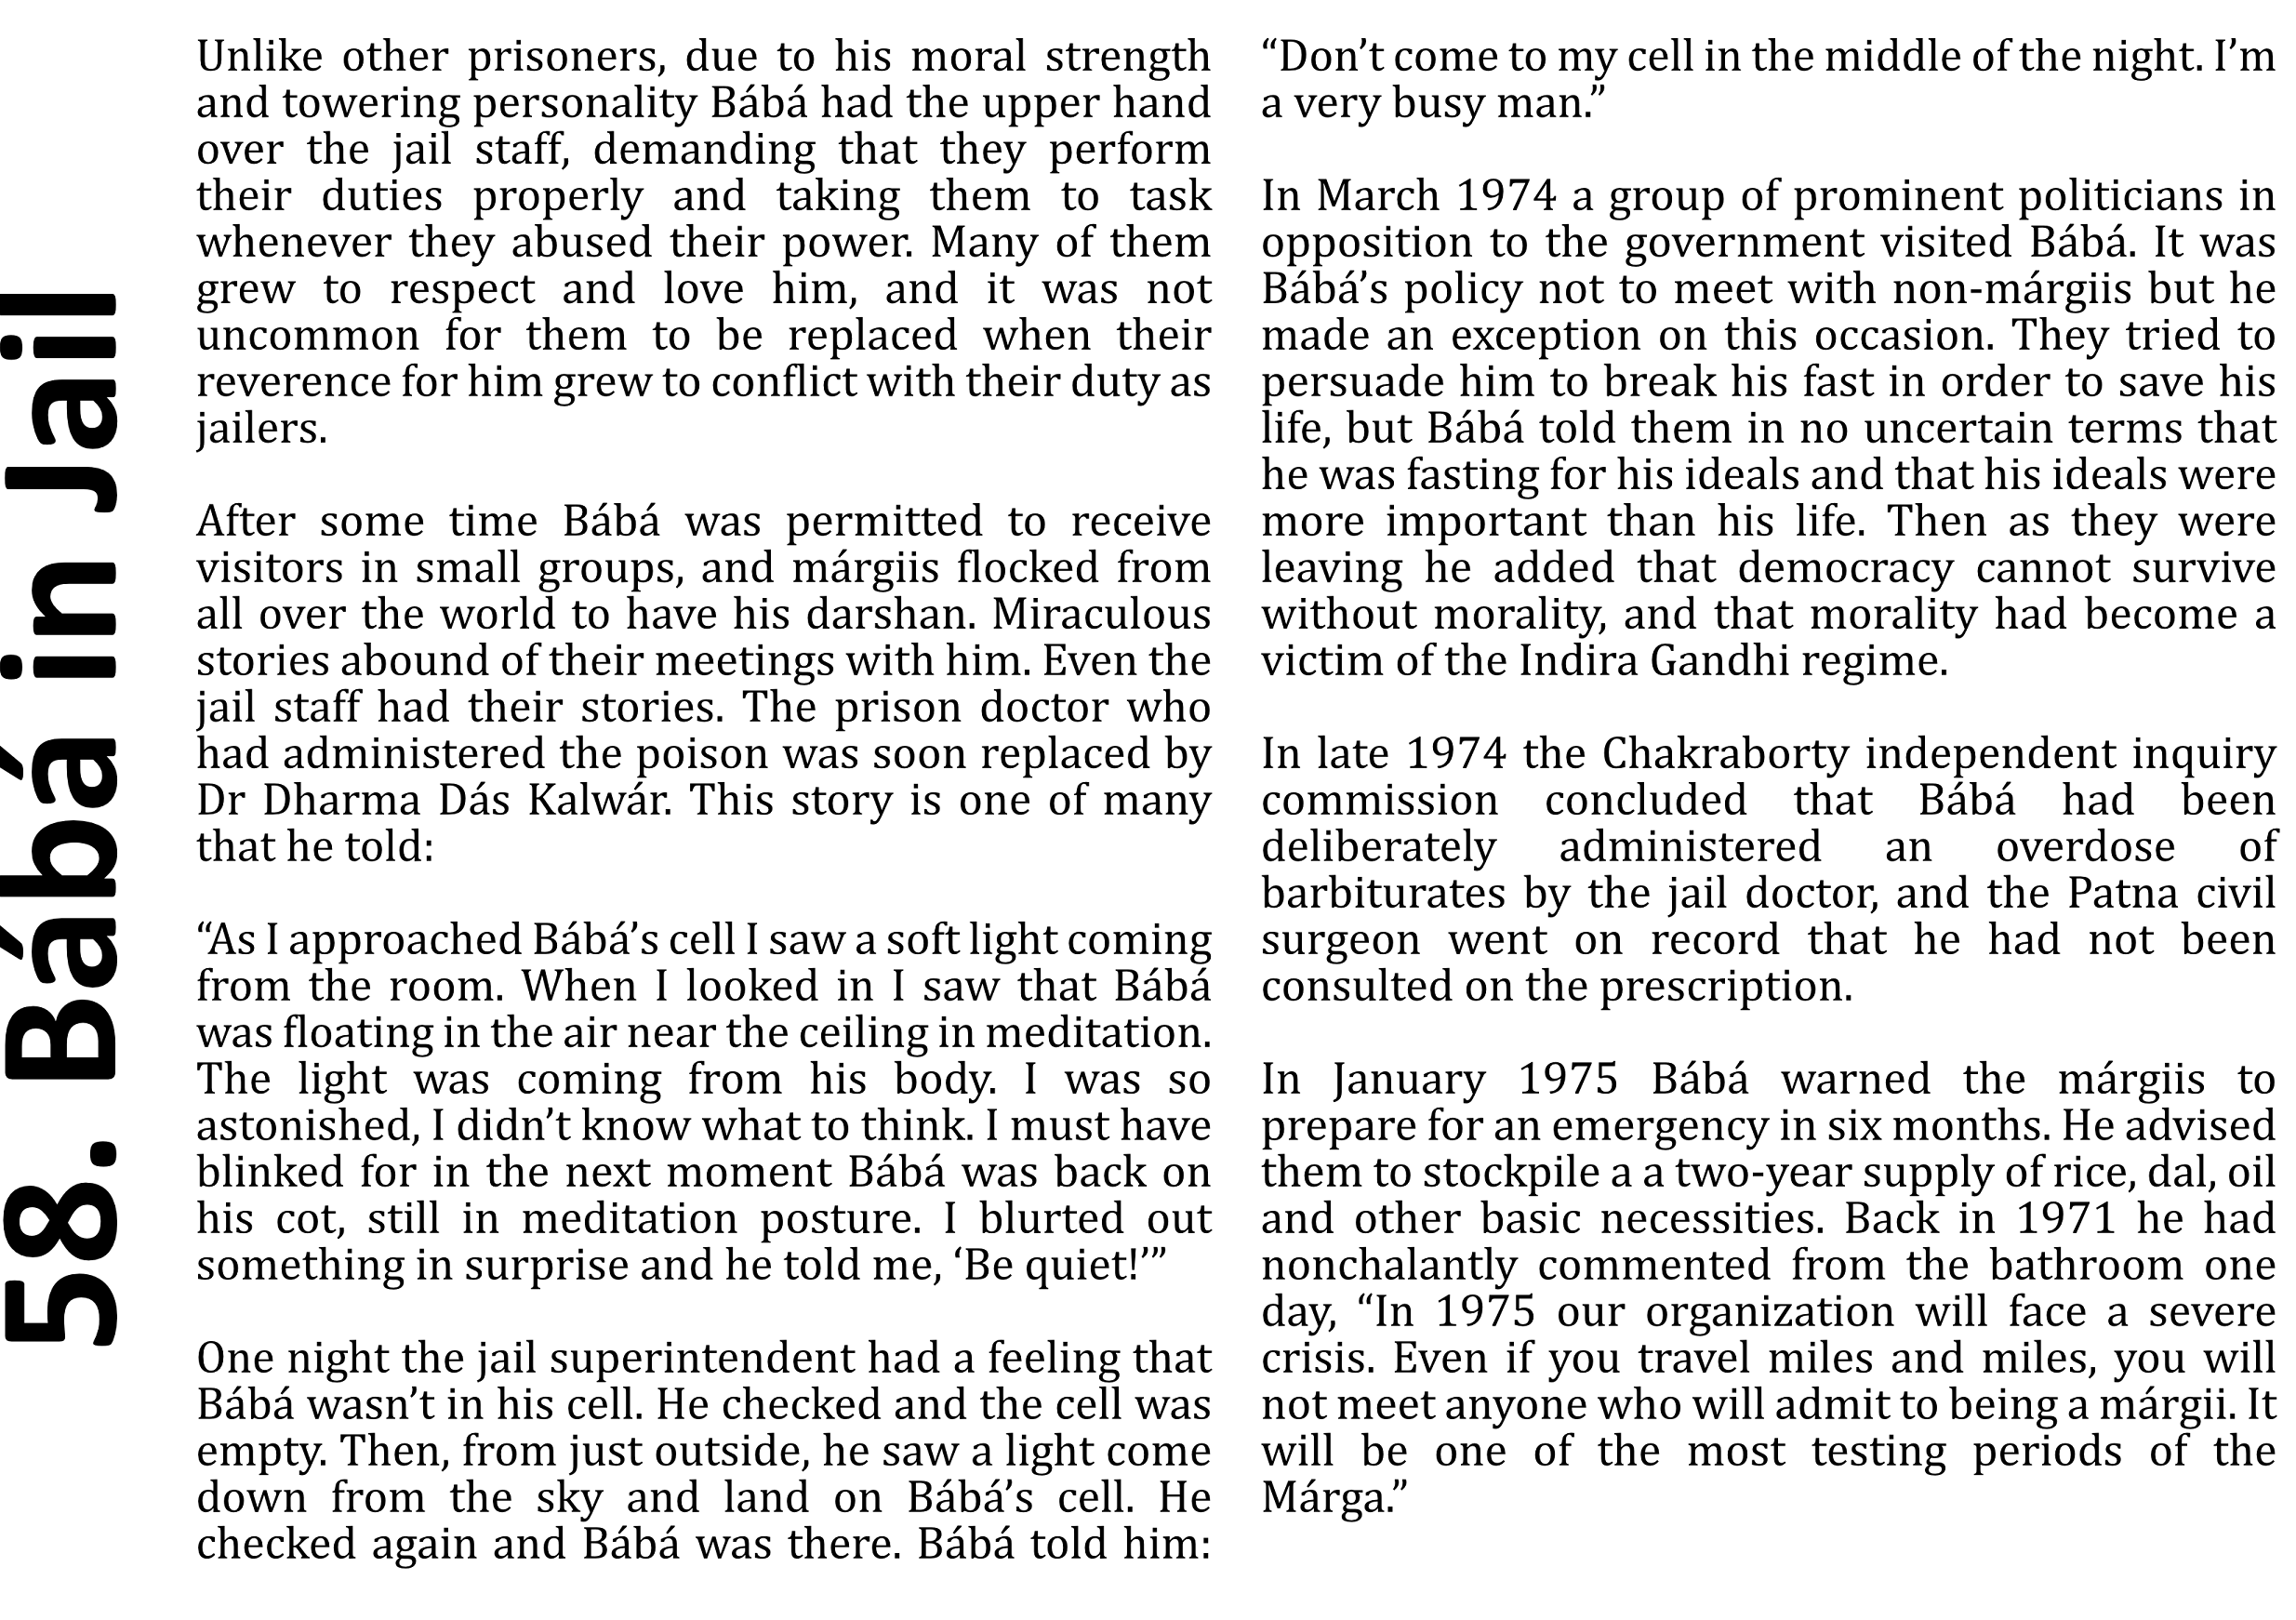 58. Bábá in Jail
Unlike other prisoners, due to his moral strength
and towering personality Bábá had the upper hand
over the jail staff, demanding that they perform
their duties properly and taking them to task
whenever they abused their power. Many of them
grew to respect and love him, and it was not
uncommon for them to be replaced when their
reverence for him grew to conflict with their duty as
jailers.
After some time Bábá was permitted to receive
visitors in small groups, and márgiis flocked from
all over the world to have his darshan. Miraculous
stories abound of their meetings with him. Even the
jail staff had their stories. The prison doctor who
had administered the poison was soon replaced by
Dr Dharma Dás Kalwár. This story is one of many
that he told:
“As I approached Bábá’s cell I saw a soft light coming
from the room. When I looked in I saw that Bábá
was floating in the air near the ceiling in meditation.
The light was coming from his body. I was so
astonished, I didn’t know what to think. I must have
blinked for in the next moment Bábá was back on
his cot, still in meditation posture. I blurted out
something in surprise and he told me, ‘Be quiet!’”
One night the jail superintendent had a feeling that
Bábá wasn’t in his cell. He checked and the cell was
empty. Then, from just outside, he saw a light come
down from the sky and land on Bábá’s cell. He
checked again and Bábá was there. Bábá told him:
“Don’t come to my cell in the middle of the night. I’m
a very busy man.”
In March 1974 a group of prominent politicians in
opposition to the government visited Bábá. It was
Bábá’s policy not to meet with non-márgiis but he
made an exception on this occasion. They tried to
persuade him to break his fast in order to save his
life, but Bábá told them in no uncertain terms that
he was fasting for his ideals and that his ideals were
more important than his life. Then as they were
leaving he added that democracy cannot survive
without morality, and that morality had become a
victim of the Indira Gandhi regime.
In late 1974 the Chakraborty independent inquiry
commission concluded that Bábá had been
deliberately administered an overdose of
barbiturates by the jail doctor, and the Patna civil
surgeon went on record that he had not been
consulted on the prescription.
In January 1975 Bábá warned the márgiis to
prepare for an emergency in six months. He advised
them to stockpile a a two-year supply of rice, dal, oil
and other basic necessities. Back in 1971 he had
nonchalantly commented from the bathroom one
day, “In 1975 our organization will face a severe
crisis. Even if you travel miles and miles, you will
not meet anyone who will admit to being a márgii. It
will be one of the most testing periods of the
Márga.”